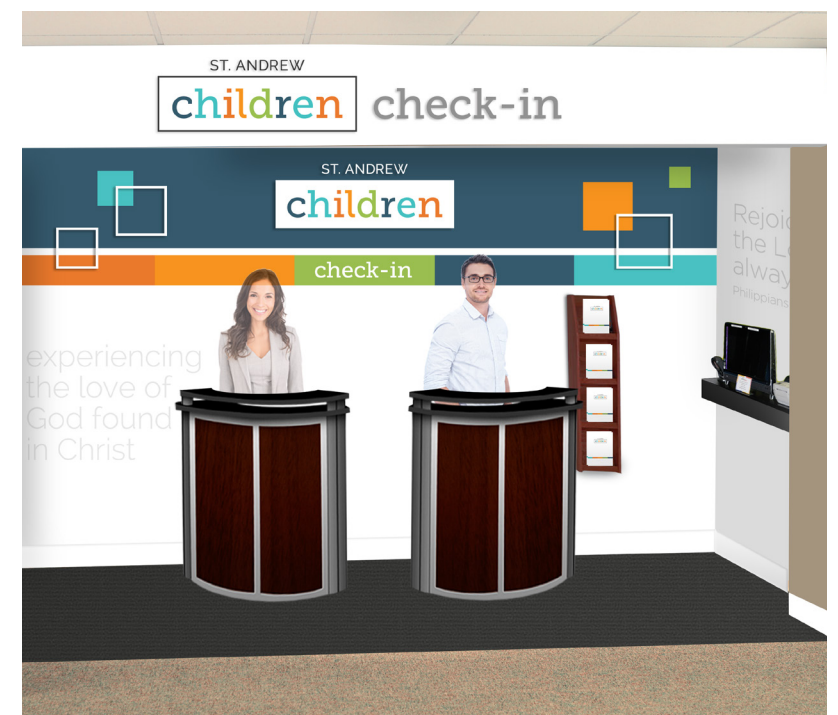 ST. ANDREW
children check-in
ST. ANDREW
children
check-in
experiencing
the love of
God found
in Christ
Rejoi
the L
alway
Philippians